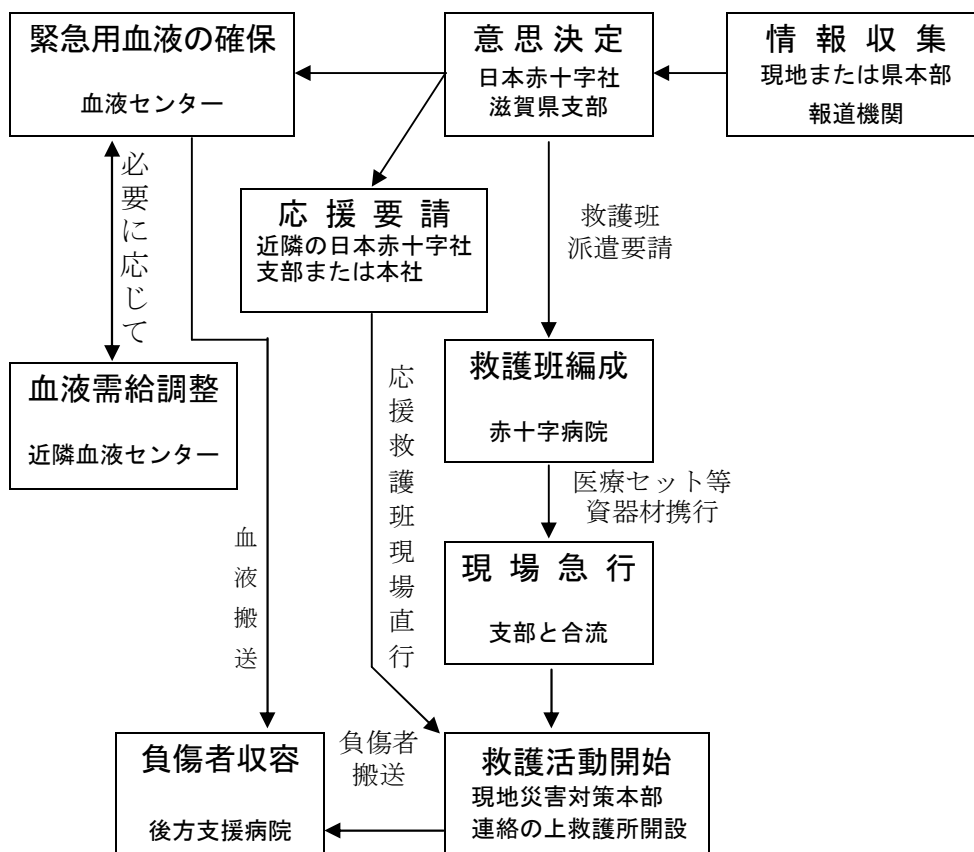 緊急用血液の確保
血液センター
意思決定
日本赤十字社
滋賀県支部
情報収集
現地または県本部
報道機関
必要に応じて
応援要請
近隣の日本赤十字社
支部または本社
救護班
派遣要請
血液需給調整
近隣血液センター
応援救護班現場直行
救護班編成
赤十字病院
医療セット等
資器材携行
血液搬送
現場急行
支部と合流
負傷者収容
後方支援病院
負傷者
搬送
救護活動開始
現地災害対策本部
連絡の上救護所開設